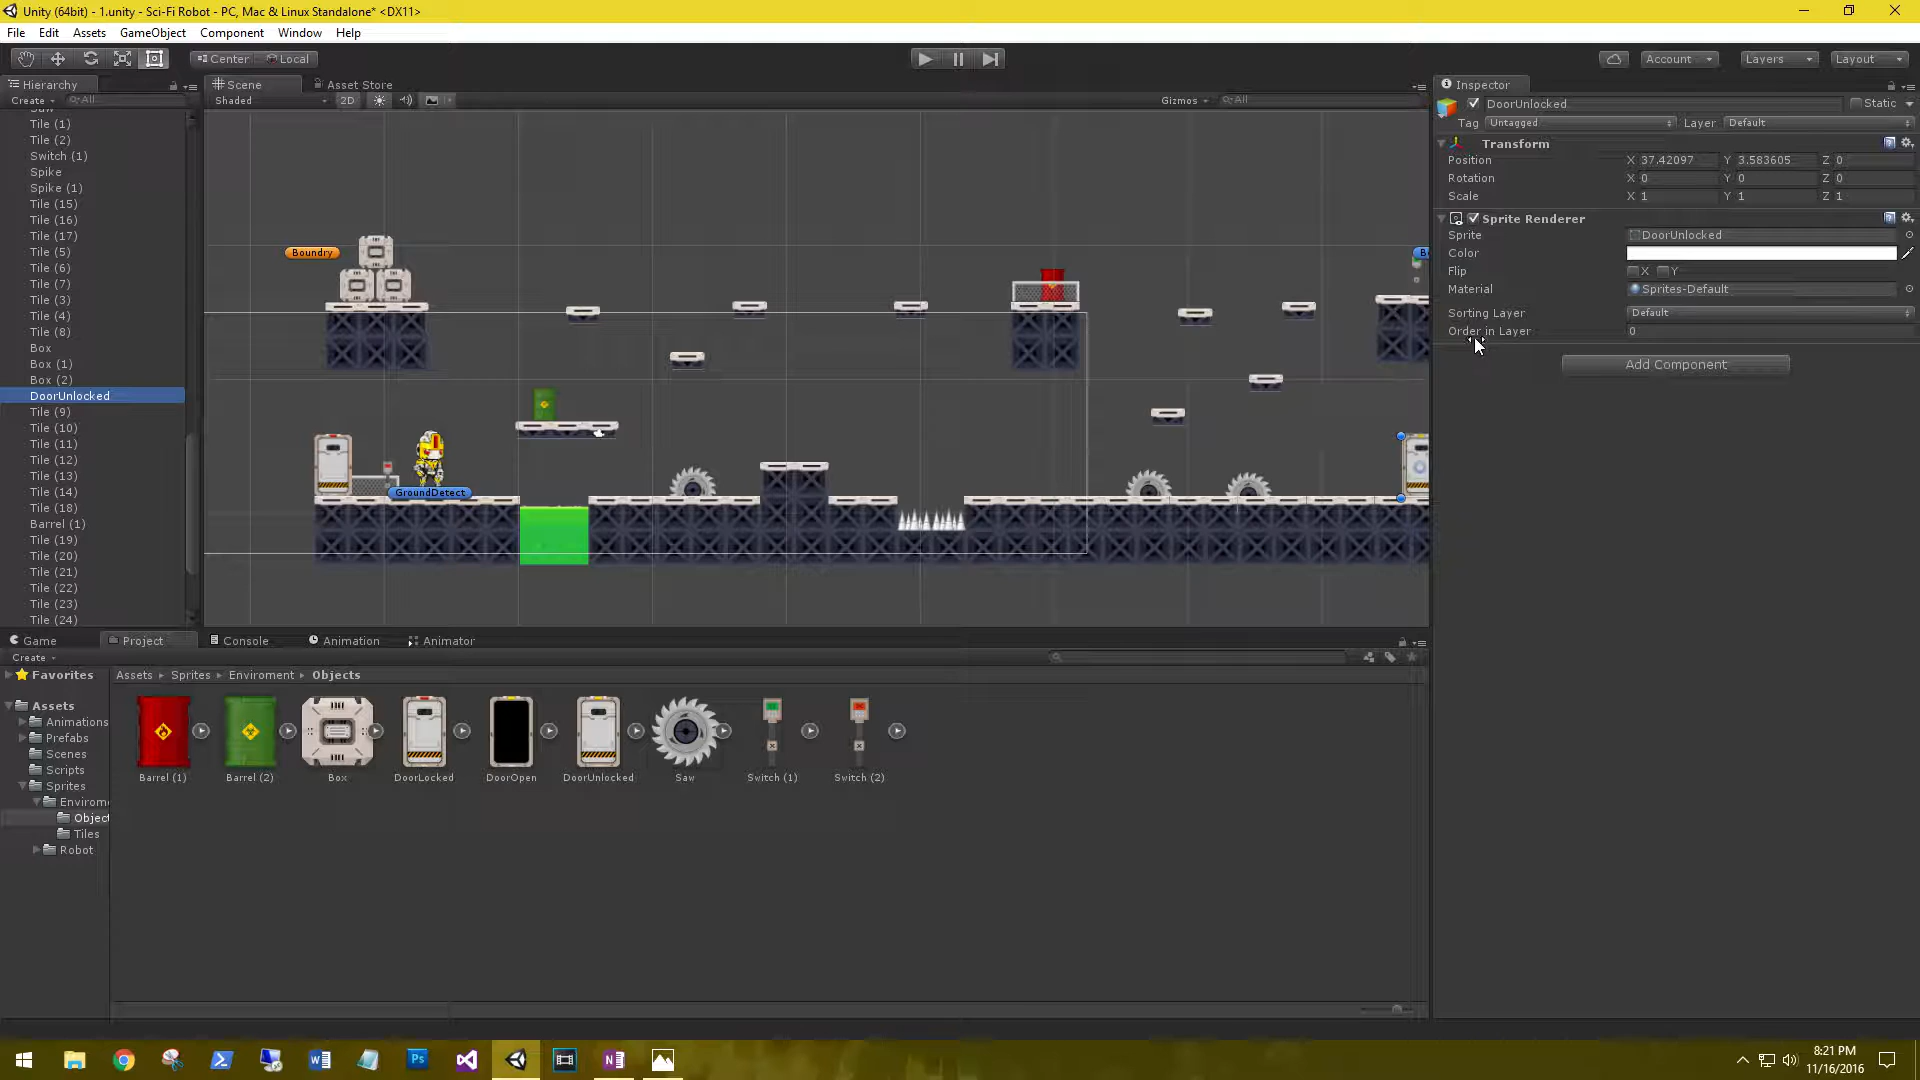 Unity (64bit) - 1.unity - Sci-Fi Robot - PC, Mac & Linux Standalone* <DX11>
File Edit Assets GameObject Component Window Help
Center Local Account Layers Layout
Hierarchy Scene Asset Store Inspector
Create All Shaded 2D Gizmos All
DoorUnlocked Static
Tag Untagged Layer Default
Tile (1)
Tile (2)
Switch (1)
Spike
Spike (1)
Tile (15)
Tile (16)
Tile (17)
Tile (5)
Tile (6)
Tile (7)
Tile (3)
Tile (4)
Tile (8)
Box
Box (1)
Box (2)
DoorUnlocked
Tile (9)
Tile (10)
Tile (11)
Tile (12)
Tile (13)
Tile (14)
Tile (18)
Barrel (1)
Tile (19)
Tile (20)
Tile (21)
Tile (22)
Tile (23)
Tile (24)
Boundry
GroundDetect
Transform
Position X 37.42097 Y 3.583605 Z 0
Rotation X 0 Y 0 Z 0
Scale X 1 Y 1 Z 1
Sprite Renderer
Sprite DoorUnlocked
Color
Flip X Y
Material Sprites-Default
Sorting Layer Default
Order in Layer 0
Add Component
Game Project Console Animation Animator
Create
Favorites
Assets
Animations
Prefabs
Scenes
Scripts
Sprites
Envirom
Object
Tiles
Robot
Assets Sprites Enviroment Objects
Barrel (1) Barrel (2) Box DoorLocked DoorOpen DoorUnlocked Saw Switch (1) Switch (2)
8:21 PM
11/16/2016